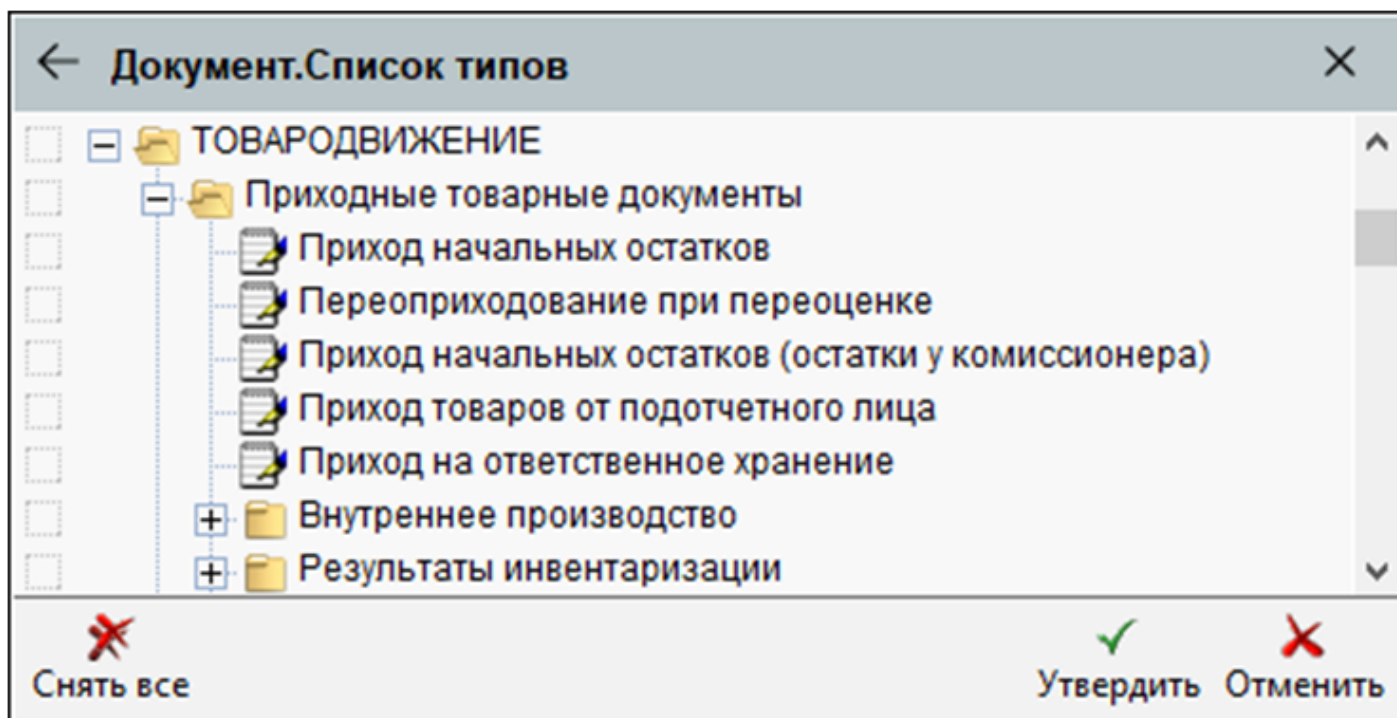 Документ.Список типов
ТОВАРОДВИЖЕНИЕ
Приходные товарные документы
Приход начальных остатков
Переоприходование при переоценке
Приход начальных остатков (остатки у комиссионера)
Приход товаров от подотчетного лица
Приход на ответственное хранение
Внутреннее производство
Результаты инвентаризации
Снять все
Утвердить
Отменить